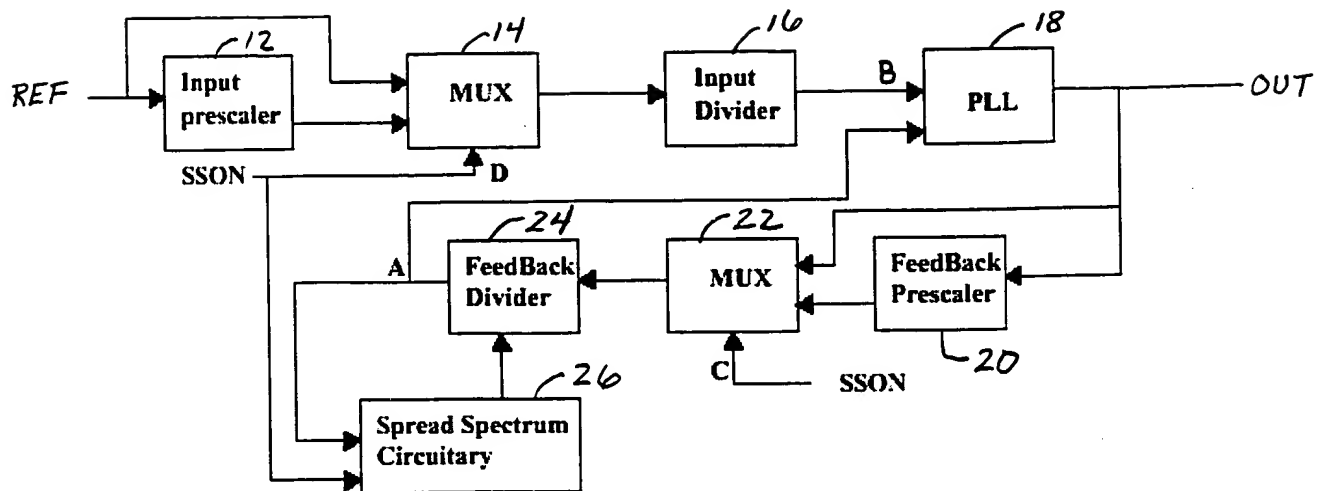 12
14
16
18
REF
Input
prescaler
MUX
Input
Divider
B
PLL
OUT
SSON
D
24
22
A
FeedBack
Divider
MUX
FeedBack
Prescaler
20
C
SSON
26
Spread Spectrum
Circuitary